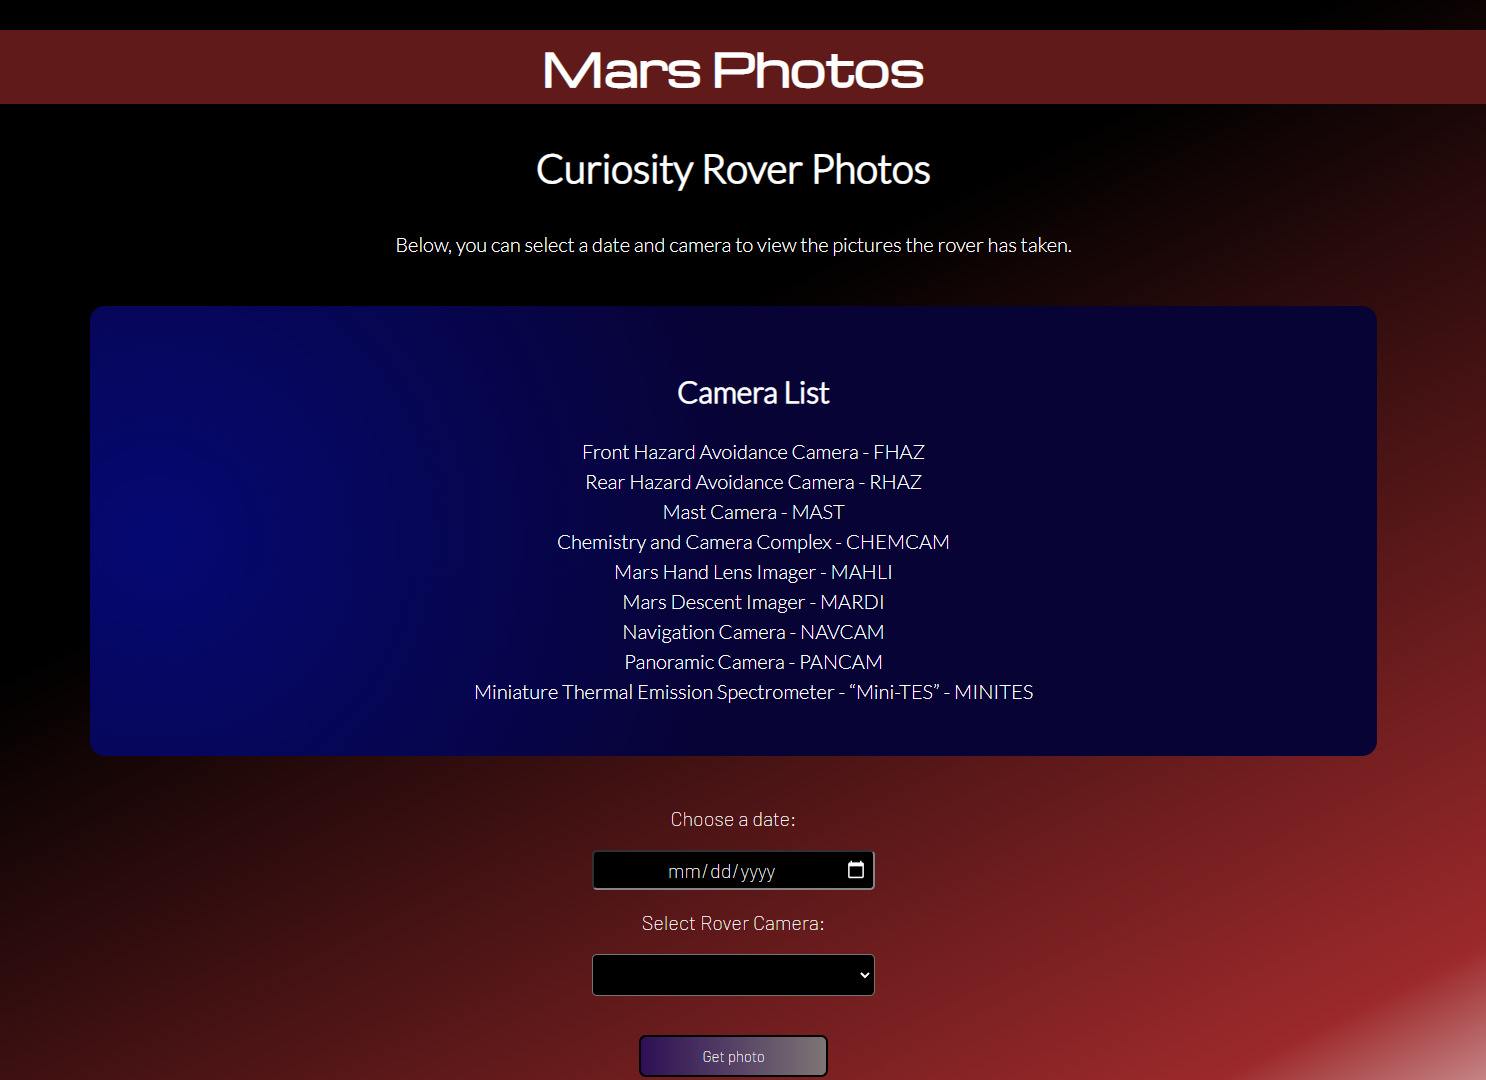 Mars Photos
Curiosity Rover Photos
Below, you can select a date and camera to view the pictures the rover has taken.
Camera List
Front Hazard Avoidance Camera - FHAZ
Rear Hazard Avoidance Camera - RHAZ
Mast Camera - MAST
Chemistry and Camera Complex - CHEMCAM
Mars Hand Lens Imager - MAHLI
Mars Descent Imager - MARDI
Navigation Camera - NAVCAM
Panoramic Camera - PANCAM
Miniature Thermal Emission Spectrometer - “Mini-TES” - MINITES
Choose a date:
mm/dd/yyyy
Select Rover Camera:
Get photo